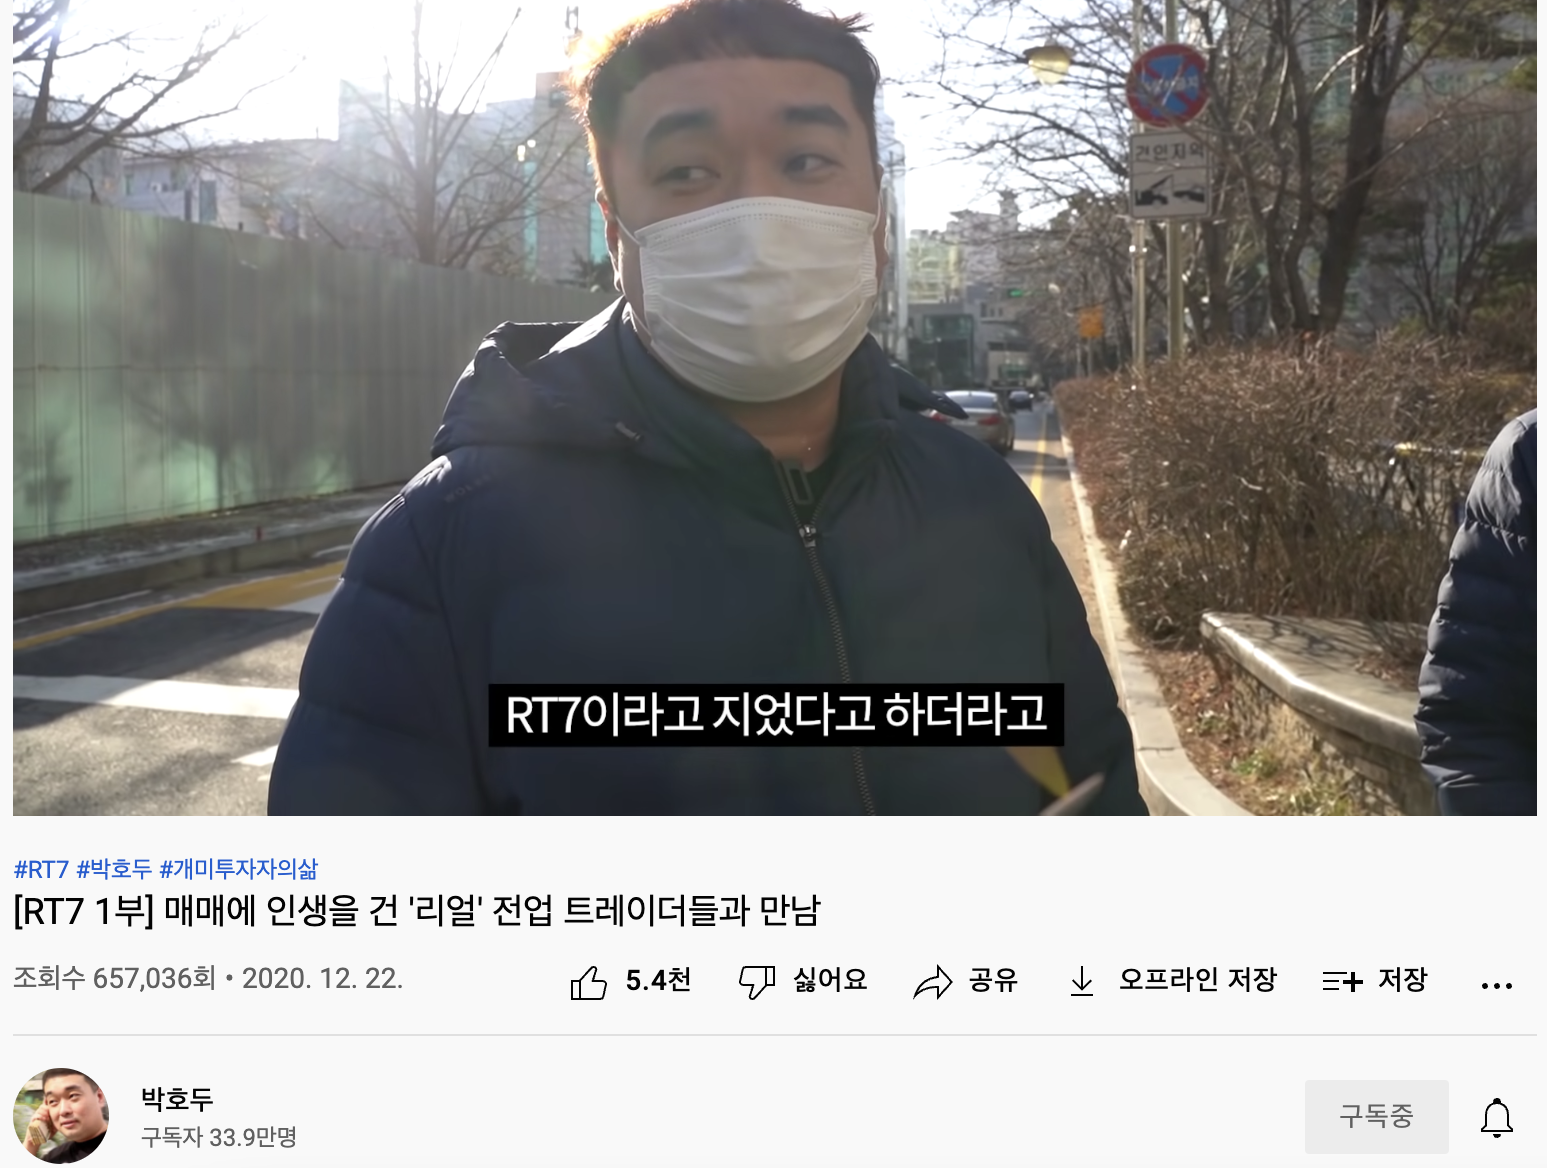 견인지역
RT7이라고 지었다고 하더라고
#RT7 #박호두 #개미투자자의삶
[RT7 1부] 매매에 인생을 건 '리얼' 전업 트레이더들과 만남
조회수 657,036회 • 2020. 12. 22.
5.4천 싫어요 공유 오프라인 저장 저장 ...
박호두
구독자 33.9만명
구독중